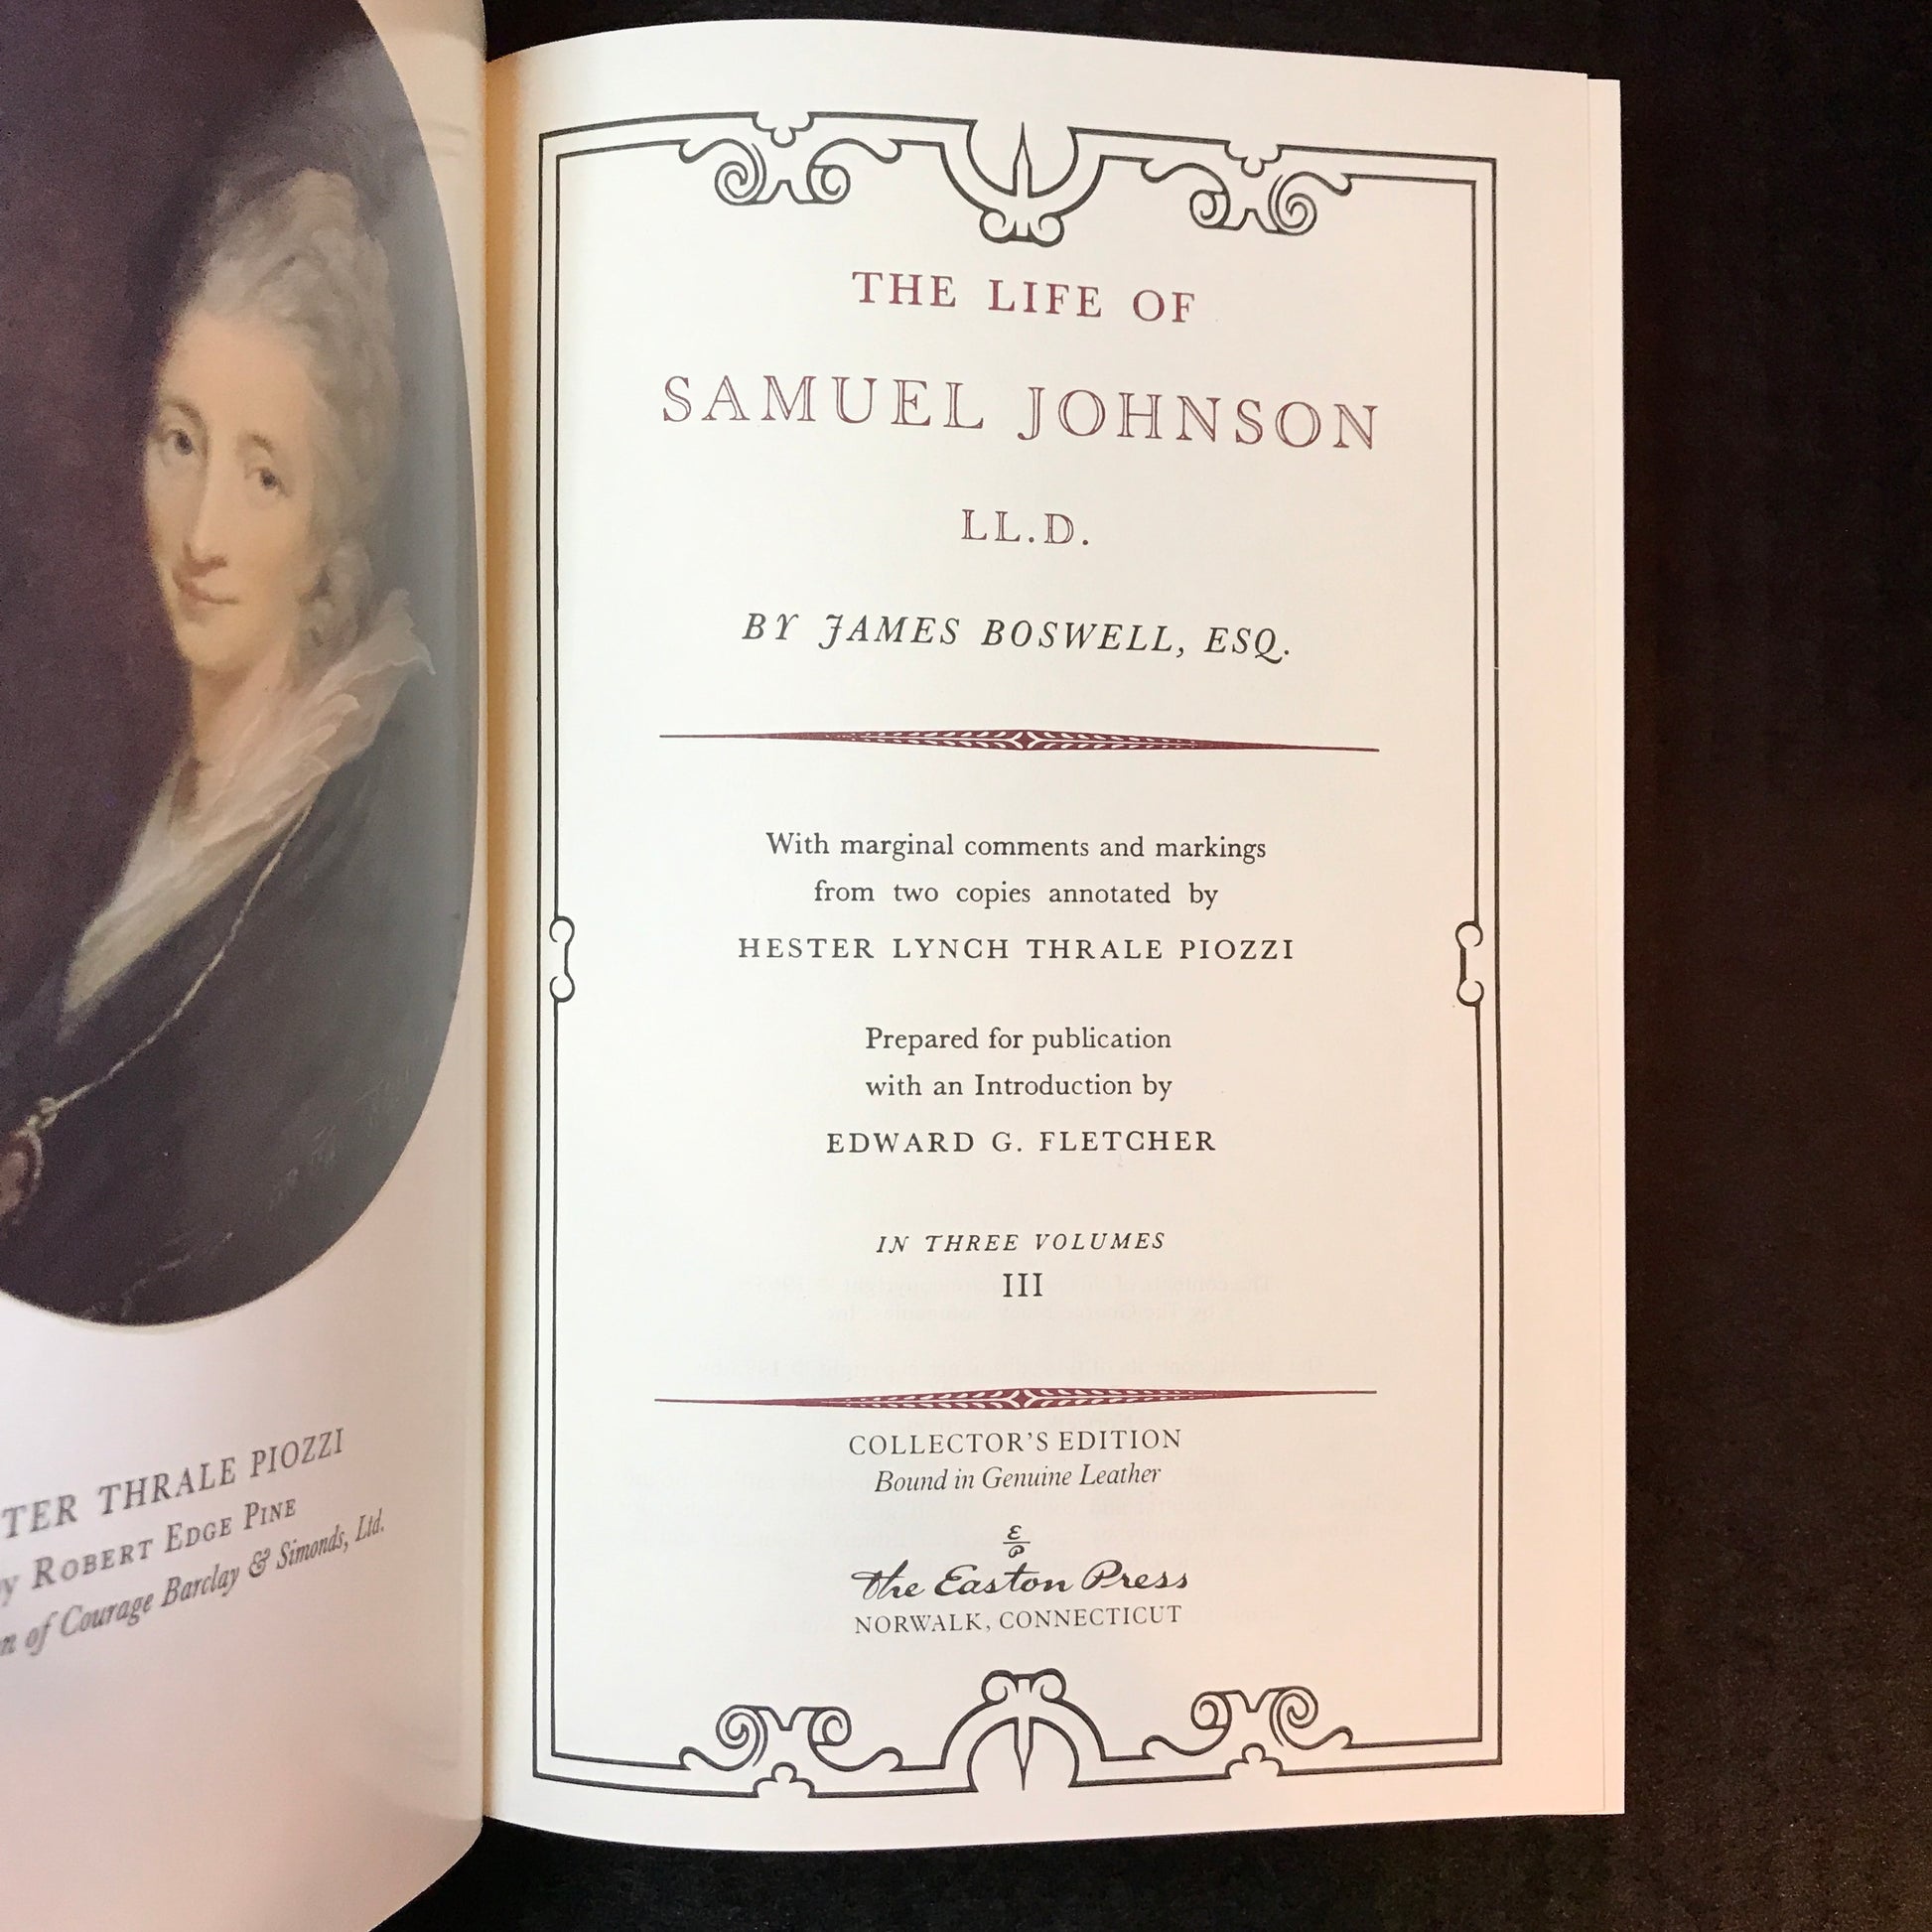 THRALE PIOZZI
ROBERT EDGE PINE
of Courage Barclay & Simonds, Ltd.
THE LIFE OF
SAMUEL JOHNSON
LL.D.
BY JAMES BOSWELL, ESQ.
With marginal comments and markings
from two copies annotated by
HESTER LYNCH THRALE PIOZZI
Prepared for publication
with an Introduction by
EDWARD G. FLETCHER
IN THREE VOLUMES
III
COLLECTOR'S EDITION
Bound in Genuine Leather
The Easton Press
NORWALK, CONNECTICUT